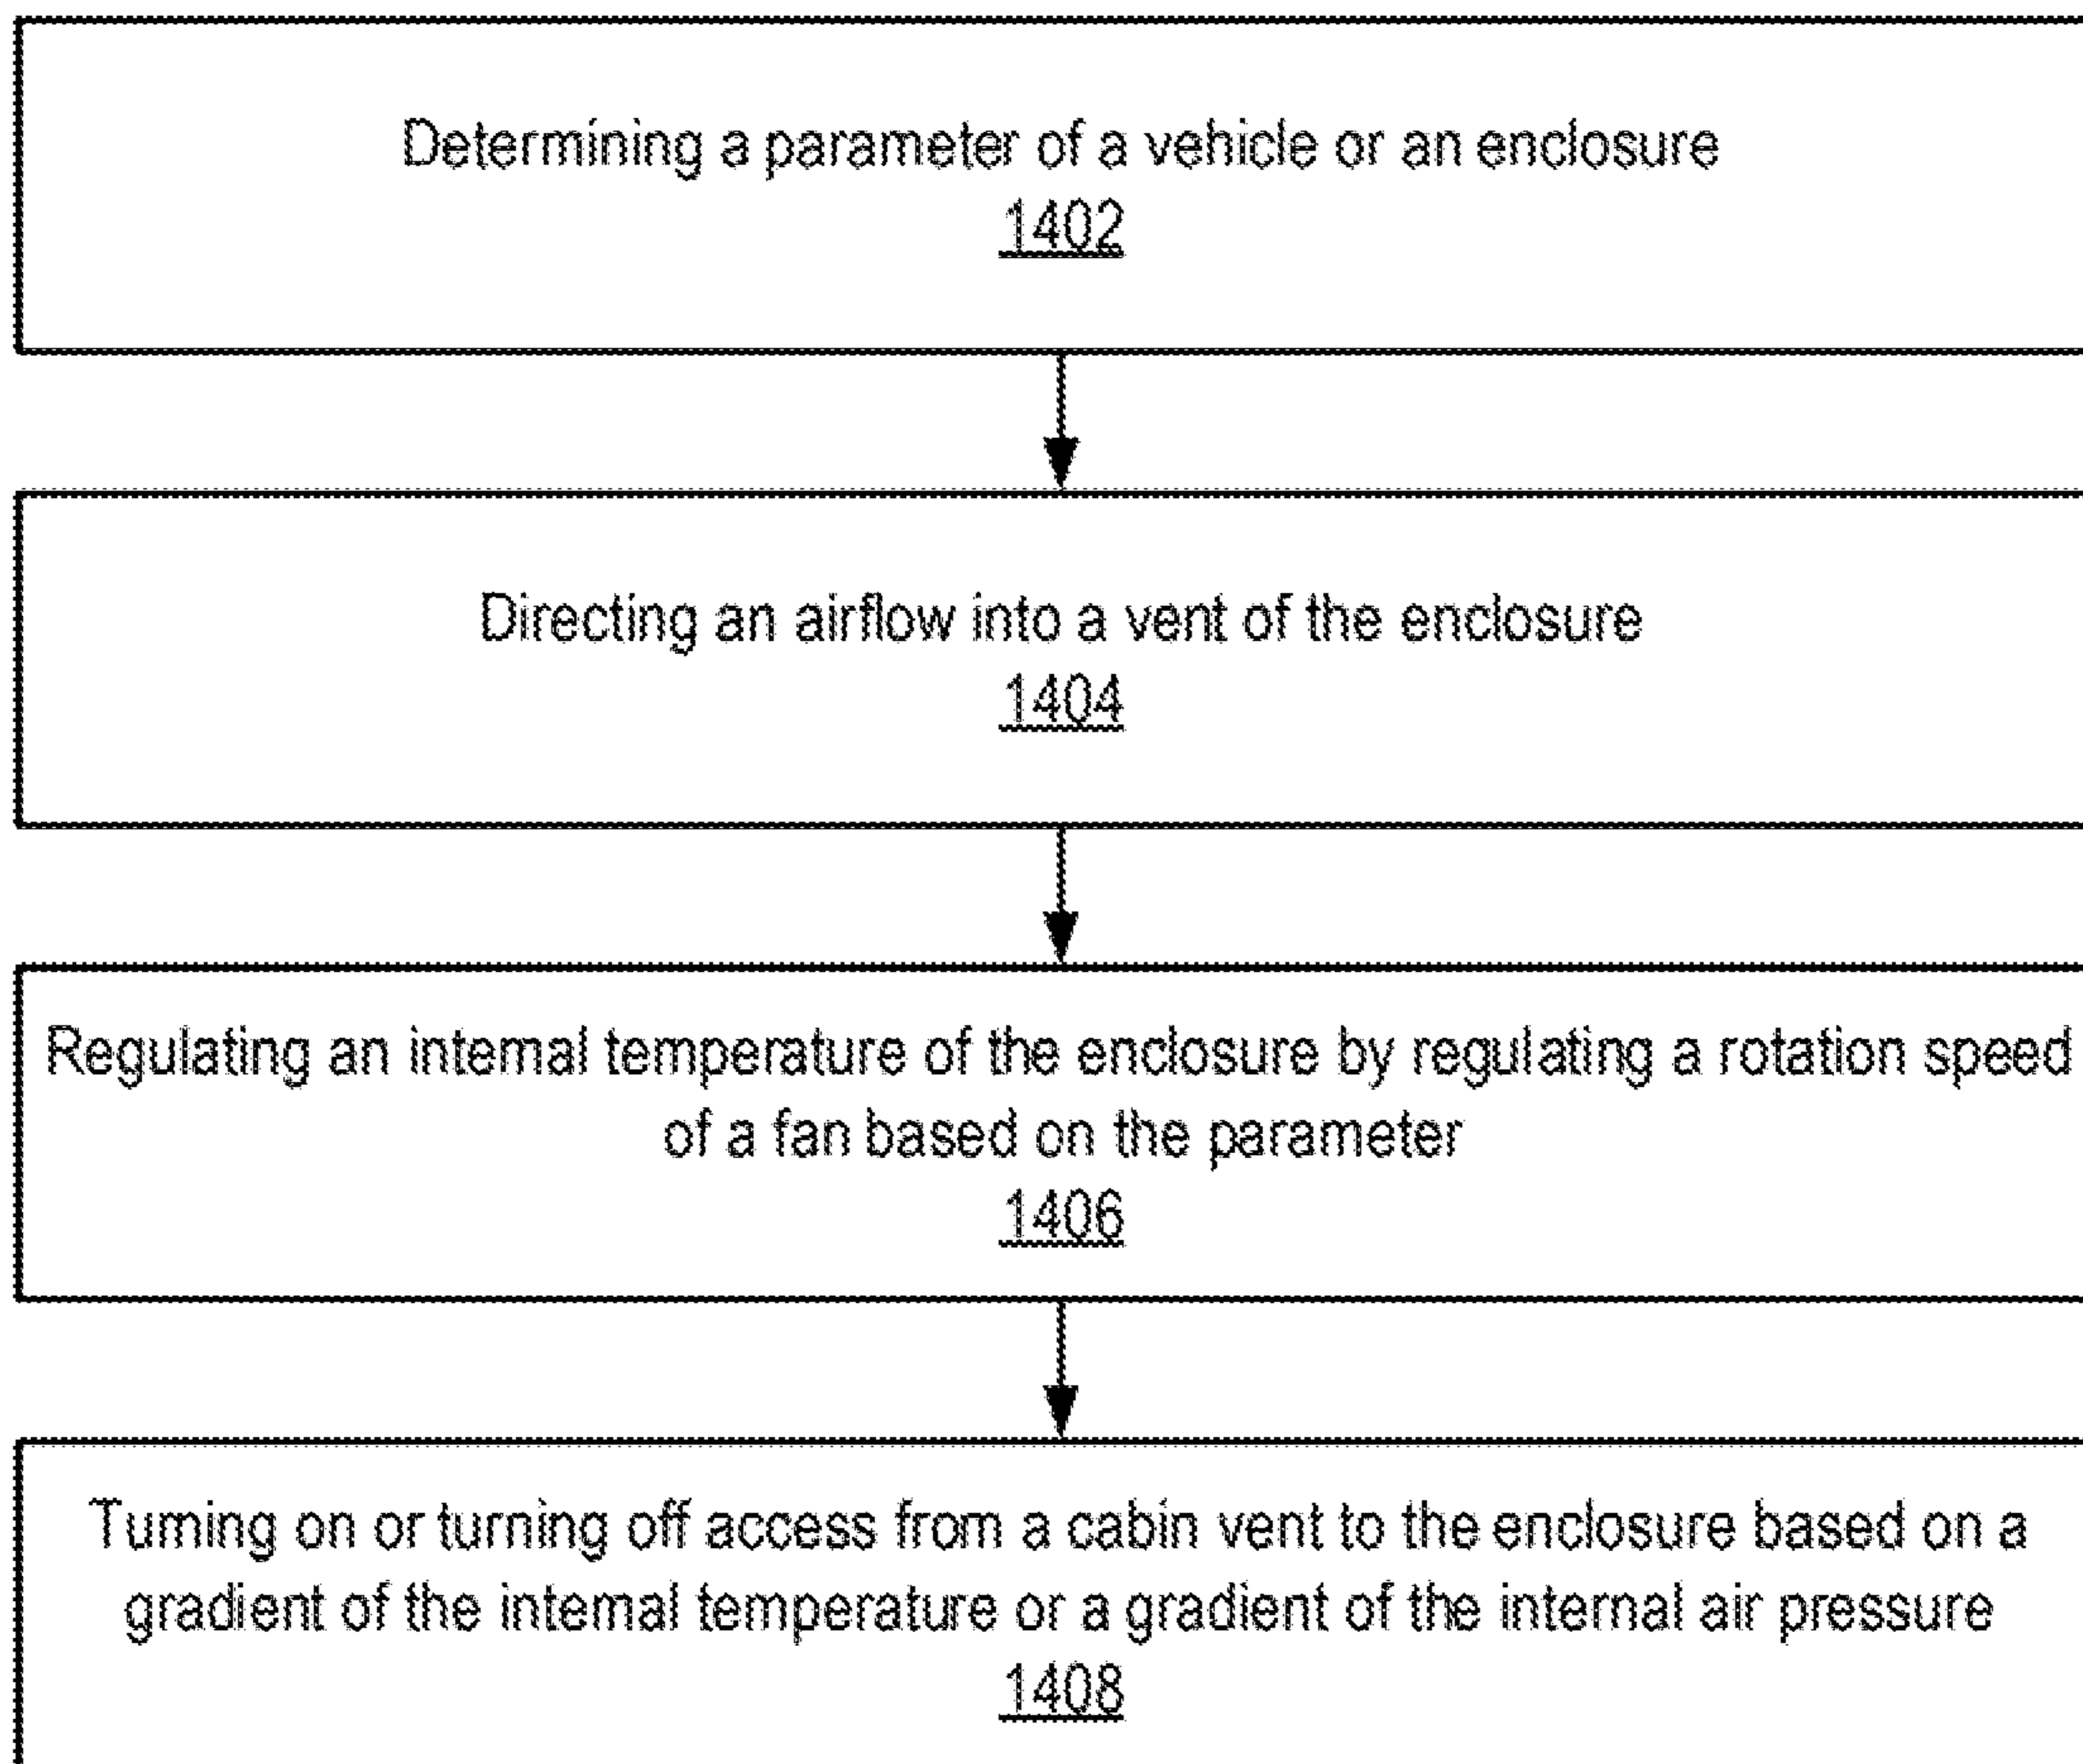 Determining a parameter of a vehicle or an enclosure
1402
Directing an airflow into a vent of the enclosure
1404
Regulating an internal temperature of the enclosure by regulating a rotation speed
of a fan based on the parameter
1406
Turning on or turning off access from a cabin vent to the enclosure based on a
gradient of the internal temperature or a gradient of the internal air pressure
1408